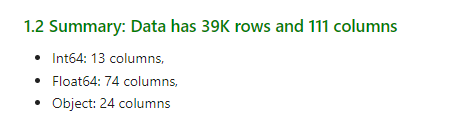 1.2 Summary: Data has 39K rows and 111 columns
• Int64: 13 columns,
• Float64: 74 columns,
• Object: 24 columns